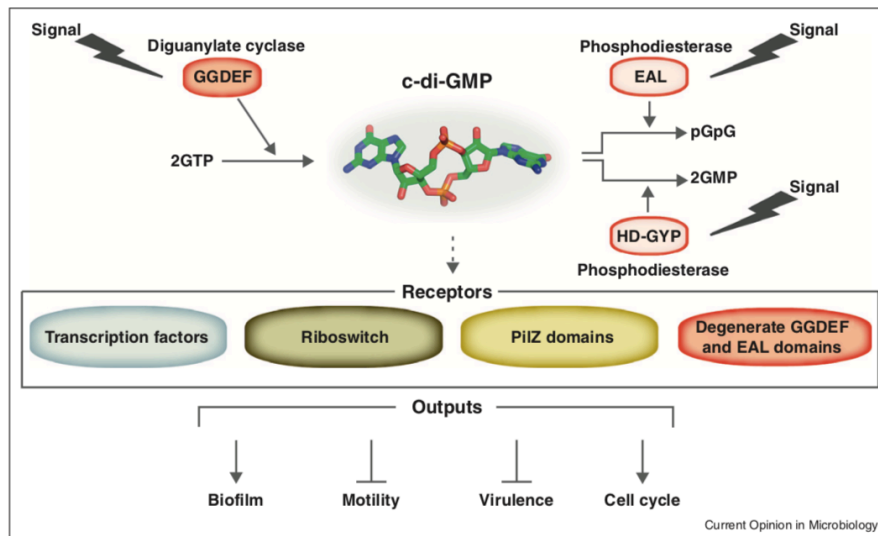 Signal
Diguanylate cyclase
GGDEF
c-di-GMP
Phosphodiesterase
EAL
Signal
2GTP
pGpG
2GMP
Signal
HD-GYP
Phosphodiesterase
Receptors
Transcription factors
Riboswitch
PilZ domains
Degenerate GGDEF
and EAL domains
Outputs
Biofilm
Motility
Virulence
Cell cycle
Current Opinion in Microbiology